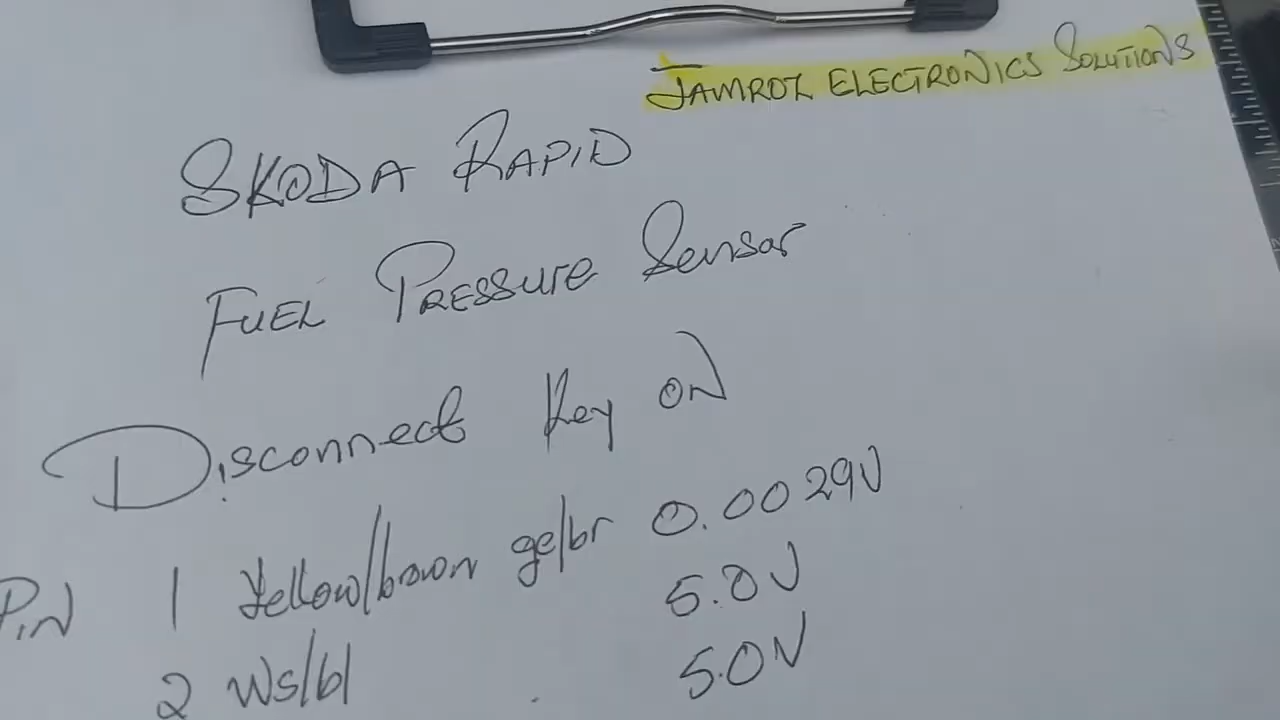 JAMROZ ELECTRONICS SOLUTIONS
SKODA RAPID
FUEL PRESSURE Sensor
Disconnect Key ON
PIN 1 Yellow/brown ge/br 0.0029V
5.0V
2 Ws/bl 5.0V